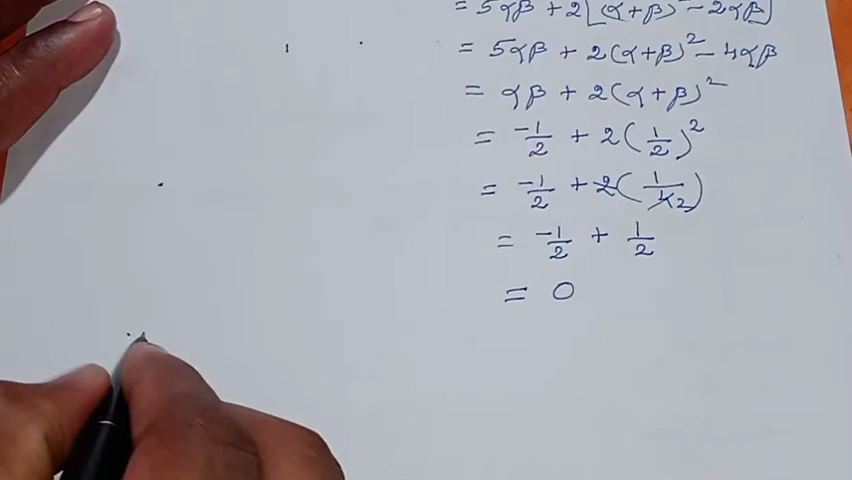 = 5αβ + 2[(α+β)² - 2αβ]
= 5αβ + 2(α+β)² - 4αβ
= αβ + 2(α+β)²
= -1/2 + 2(1/2)²
= -1/2 + 2(1/4 2)
= -1/2 + 1/2
= 0